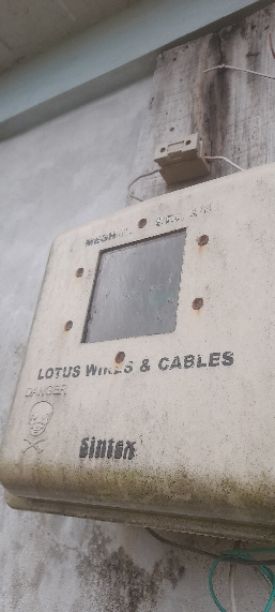 LOTUS WIRES & CABLES
DANGER
Sintex